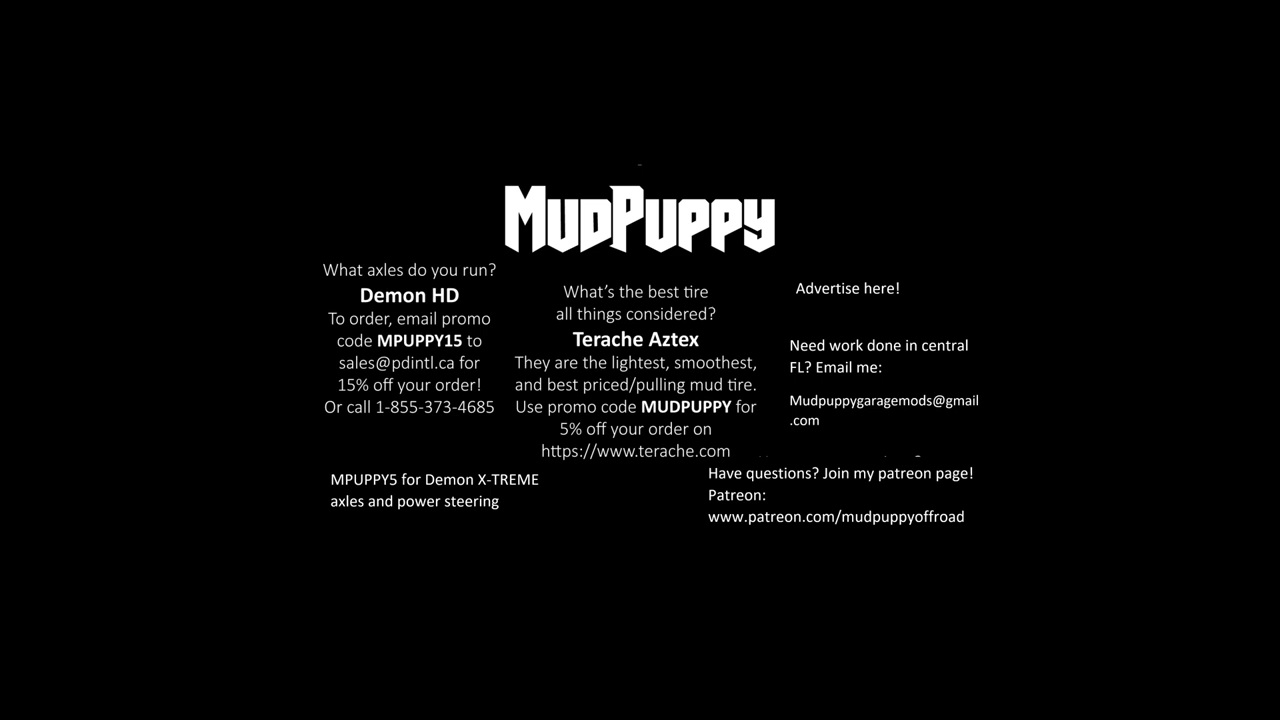 MUDPUPPY
What axles do you run?
Demon HD
To order, email promo
code MPUPPY15 to
sales@pdintl.ca for
15% off your order!
Or call 1-855-373-4685
MPUPPY5 for Demon X-TREME
axles and power steering
What’s the best tire
all things considered?
Terache Aztex
They are the lightest, smoothest,
and best priced/pulling mud tire.
Use promo code MUDPUPPY for
5% off your order on
https://www.terache.com
Advertise here!
Need work done in central
FL? Email me:
Mudpuppygaragemods@gmail
.com
Have questions? Join my patreon page!
Patreon:
www.patreon.com/mudpuppyoffroad